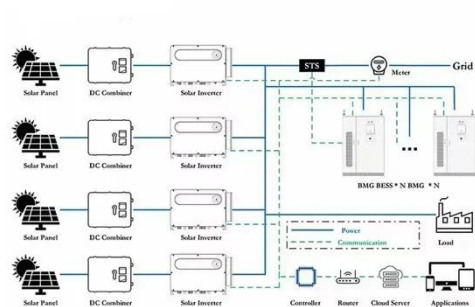 STS
Meter
Grid
Solar Panel
DC Combiner
Solar Inverter
Solar Panel
DC Combiner
Solar Inverter
BMG BESS * N BMG * N
Solar Panel
DC Combiner
Solar Inverter
Power
Communication
Load
Solar Panel
DC Combiner
Solar Inverter
Controller
Router
Cloud Server
Applicatio